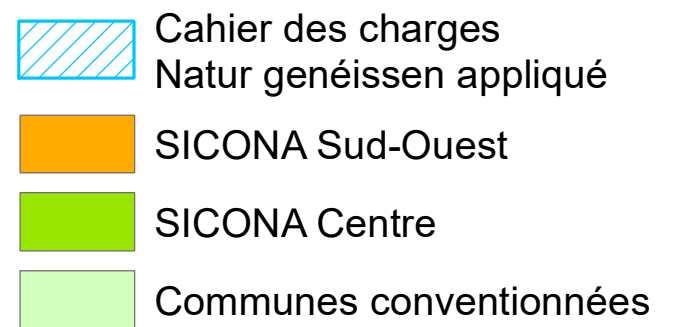 Cahier des charges
Natur genéissen appliqué
SICONA Sud-Ouest
SICONA Centre
Communes conventionnées